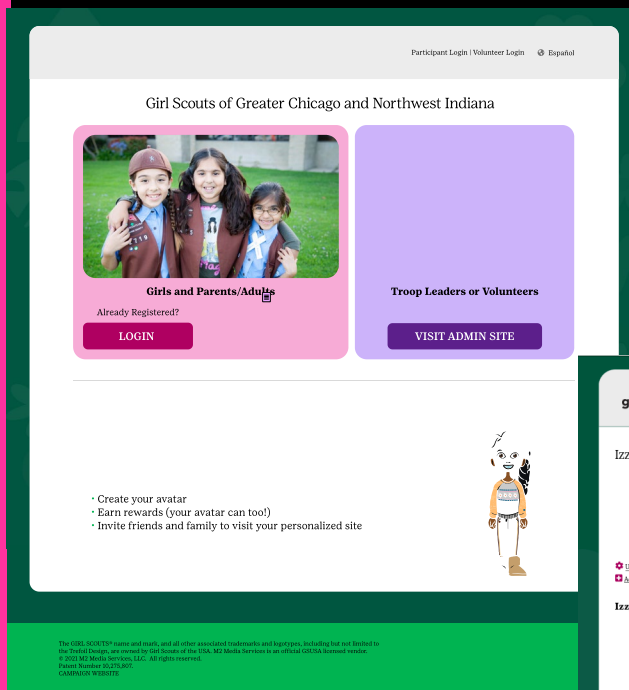 Participant Login | Volunteer Login Español
Girl Scouts of Greater Chicago and Northwest Indiana
Girls and Parents/Adults
Already Registered?
LOGIN
Troop Leaders or Volunteers
VISIT ADMIN SITE
• Create your avatar
• Earn rewards (your avatar can too!)
• Invite friends and family to visit your personalized site
g
Izz
Izz
The GIRL SCOUTS® name and mark, and all other associated trademarks and logotypes, including but not limited to
the Trefoil Design, are owned by Girl Scouts of the USA. M2 Media Services is an official GSUSA licensed vendor.
© 2021 M2 Media Services, LLC. All rights reserved.
Patent Number 10,275,807.
CAMPAIGN WEBSITE